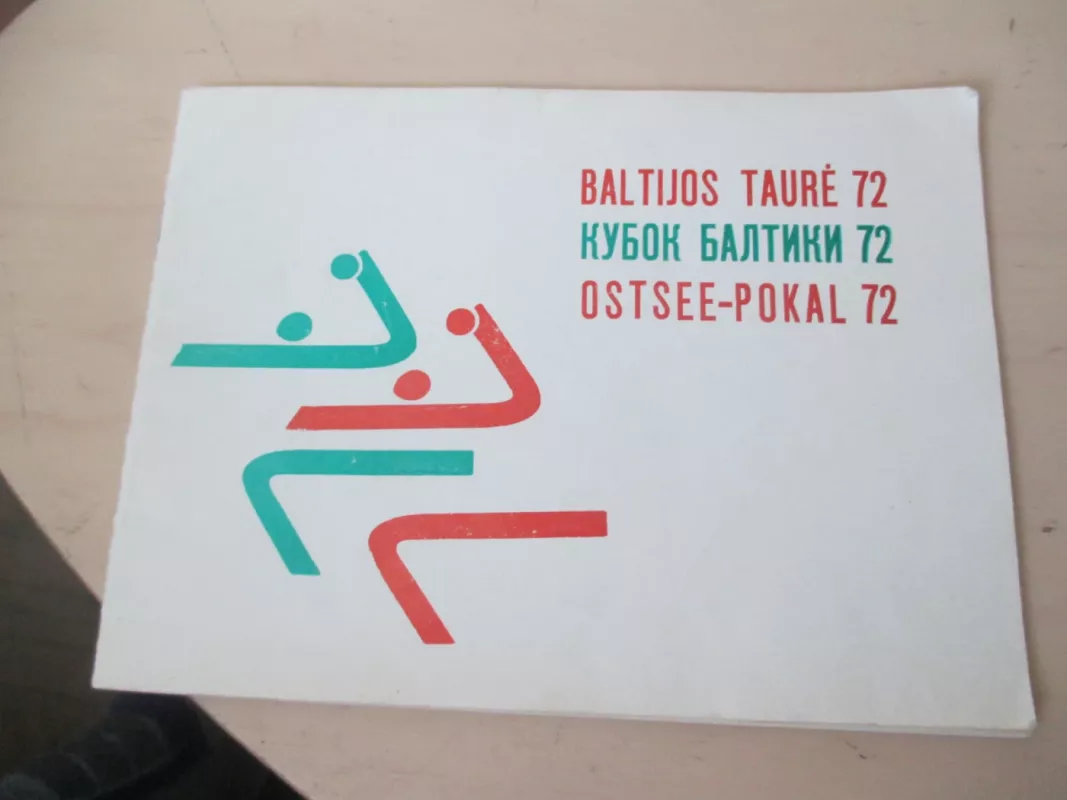 BALTIJOS TAURĖ 72
КУБОК БАЛТИКИ 72
OSTSEE-POKAL 72